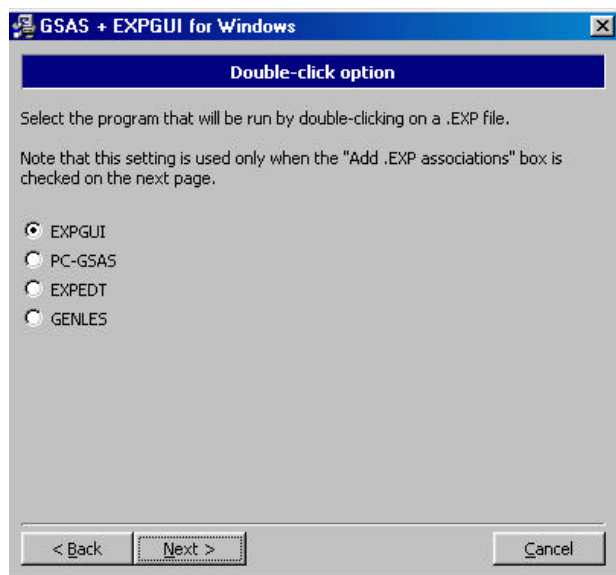 GSAS + EXPGUI for Windows
Double-click option
Select the program that will be run by double-clicking on a .EXP file.
Note that this setting is used only when the "Add .EXP associations" box is
checked on the next page.
EXPGUI
PC-GSAS
EXPEDT
GENLES
< Back
Next >
Cancel